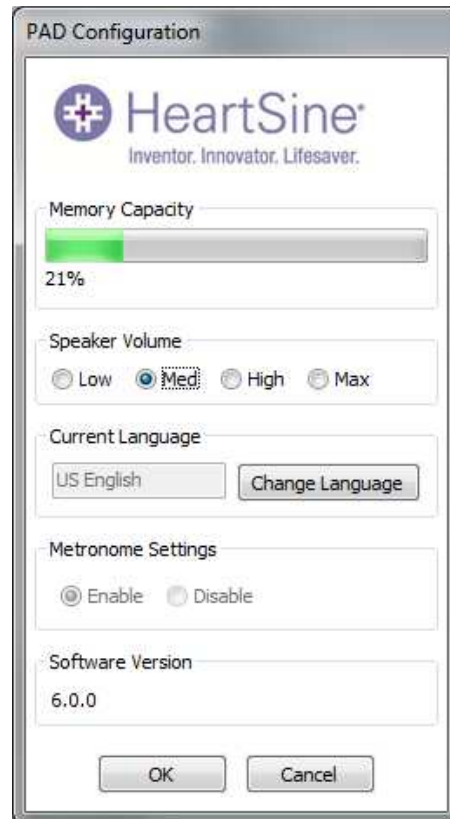 PAD Configuration
HeartSine®
Inventor. Innovator. Lifesaver.
Memory Capacity
21%
Speaker Volume
Low Med High Max
Current Language
US English Change Language
Metronome Settings
Enable Disable
Software Version
6.0.0
OK Cancel